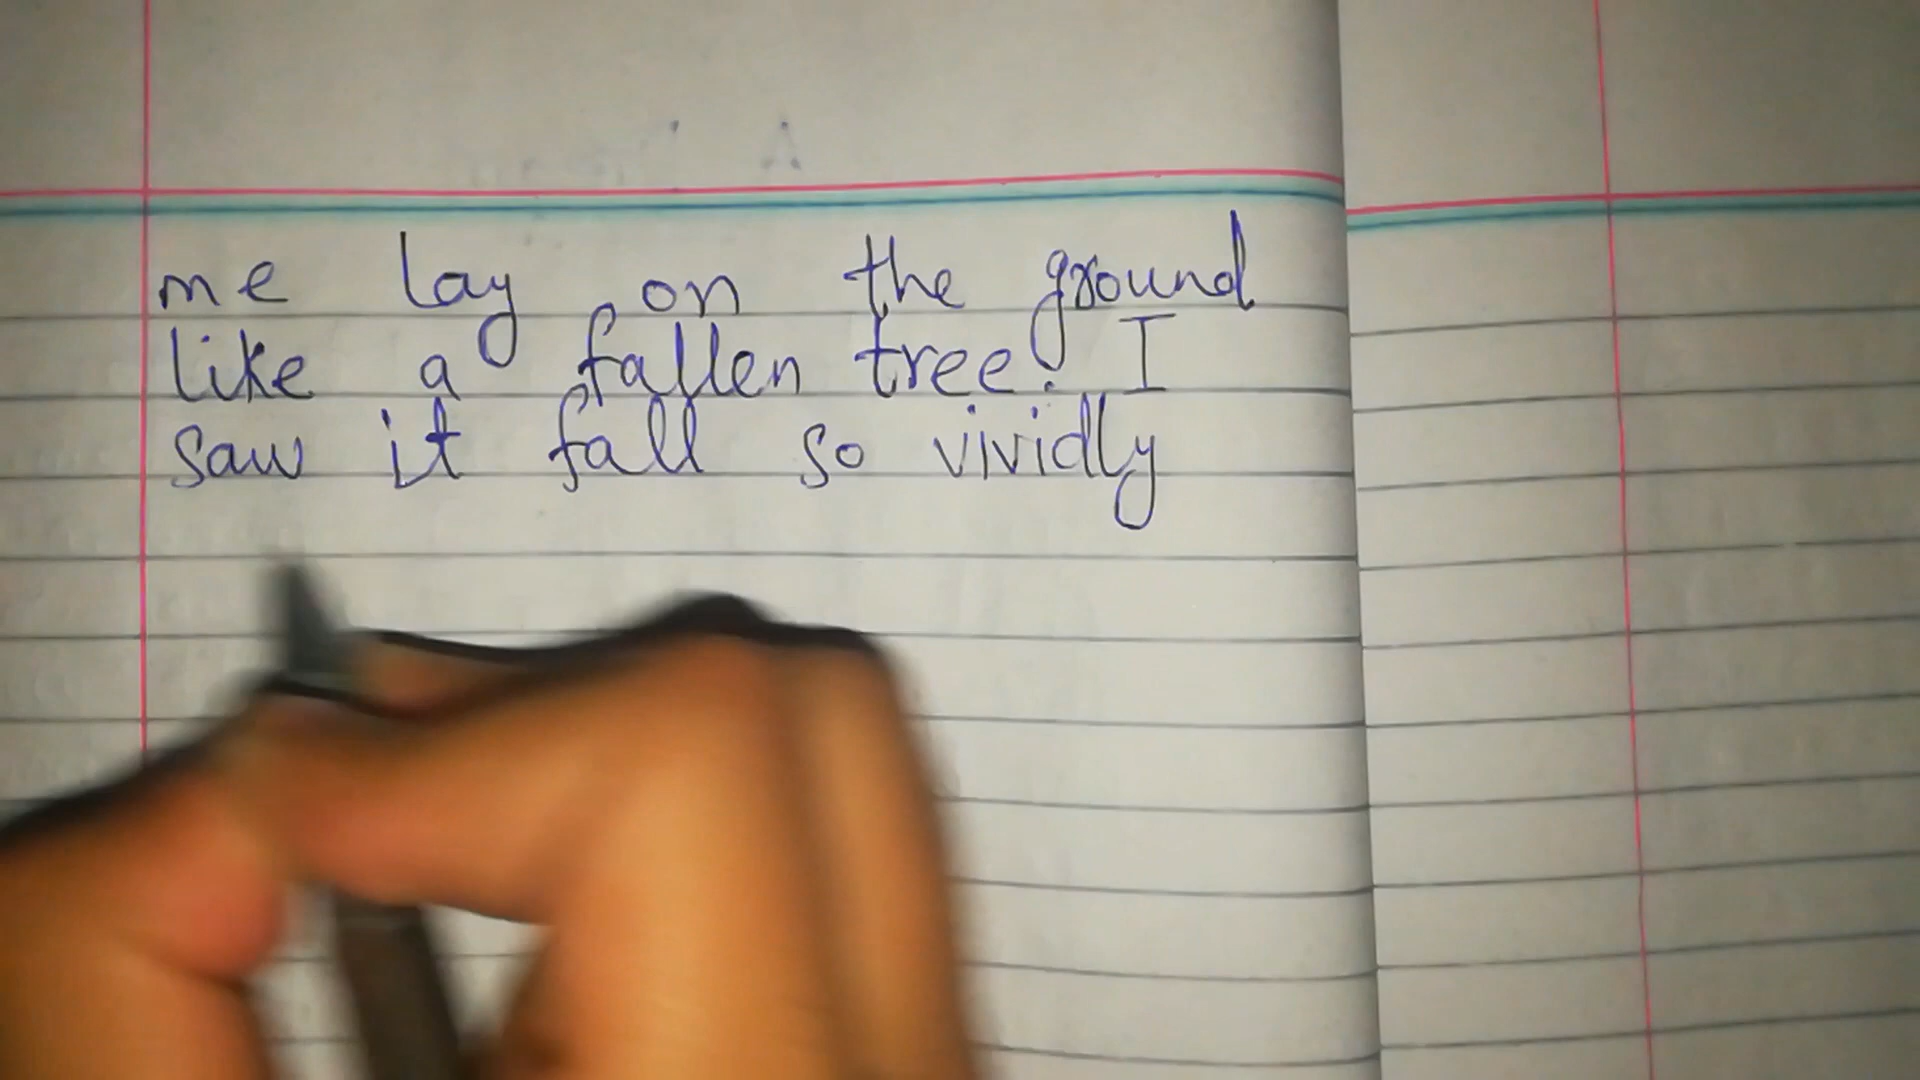 me lay on the ground
like a fallen tree. I
saw it fall so vividly